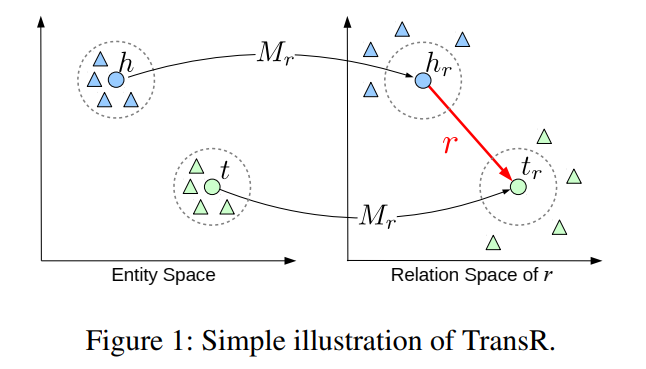 h
M_r
h_r
r
t
t_r
M_r
Entity Space
Relation Space of r
Figure 1: Simple illustration of TransR.